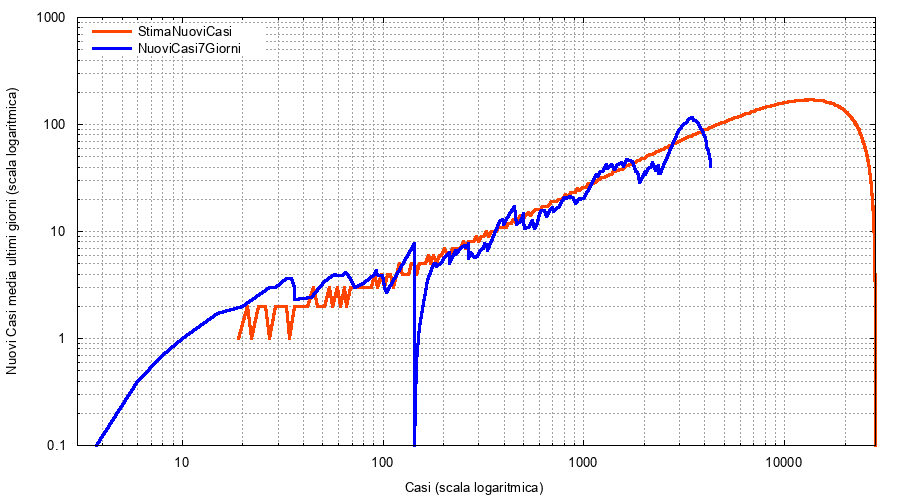 1000
StimaNuoviCasi
NuoviCasi7Giorni
100
10
1
0.1
10
100
1000
10000
Nuovi Casi media ultimi giorni (scala logaritmica)
Casi (scala logaritmica)